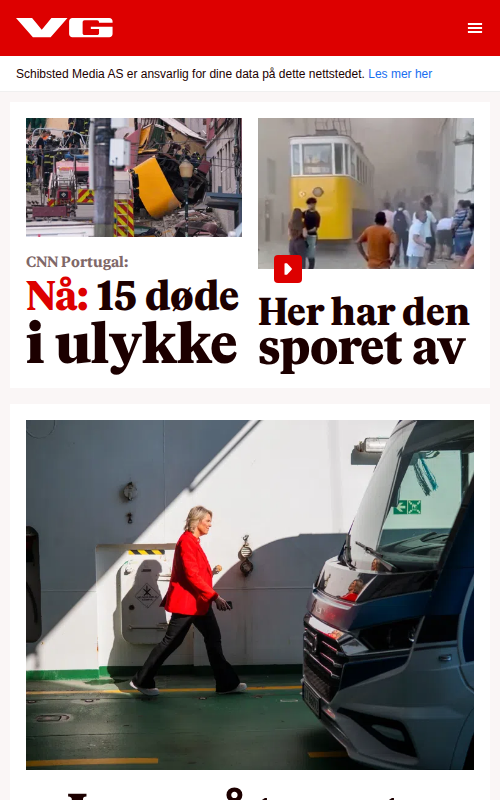 VG
Schibsted Media AS er ansvarlig for dine data på dette nettstedet. Les mer her
CNN Portugal:
Nå: 15 døde
i ulykke
Her har den
sporet av